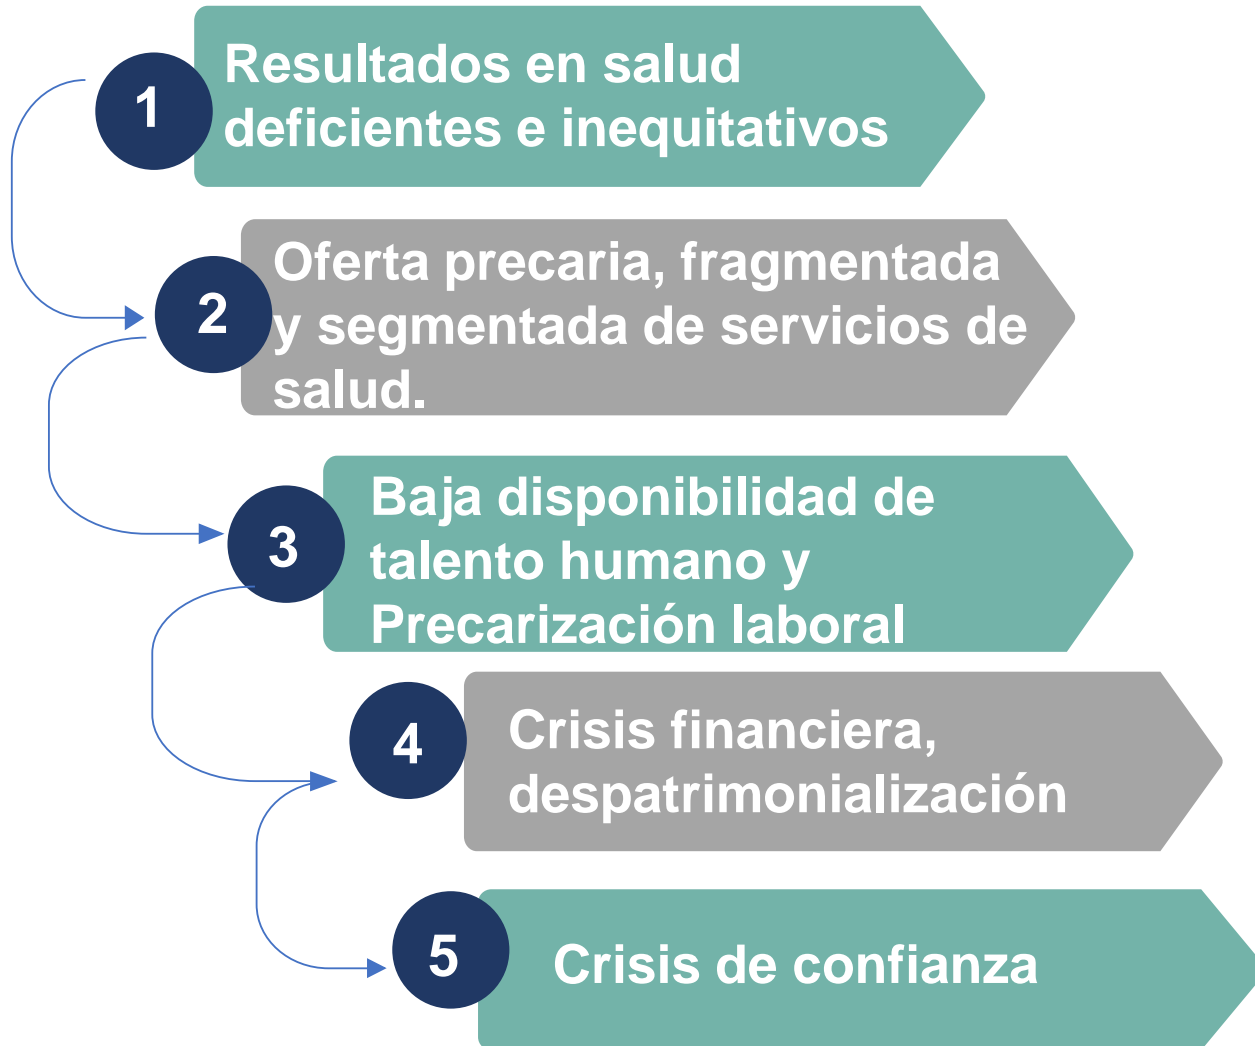 1
Resultados en salud
deficientes e inequitativos
2
Oferta precaria, fragmentada
y segmentada de servicios de
salud.
3
Baja disponibilidad de
talento humano y
Precarización laboral
4
Crisis financiera,
despatrimonialización
5
Crisis de confianza